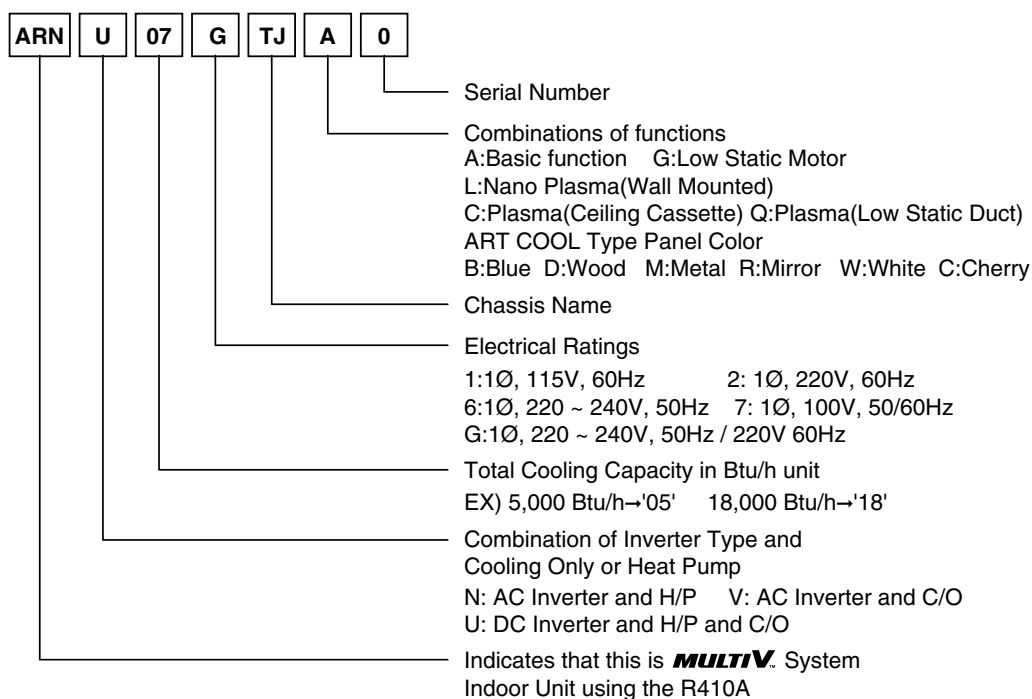 ARN U 07 G TJ A 0
Serial Number
Combinations of functions
A:Basic function G:Low Static Motor
L:Nano Plasma(Wall Mounted)
C:Plasma(Ceiling Cassette) Q:Plasma(Low Static Duct)
ART COOL Type Panel Color
B:Blue D:Wood M:Metal R:Mirror W:White C:Cherry
Chassis Name
Electrical Ratings
1:1Ø, 115V, 60Hz 2: 1Ø, 220V, 60Hz
6:1Ø, 220 ~ 240V, 50Hz 7: 1Ø, 100V, 50/60Hz
G:1Ø, 220 ~ 240V, 50Hz / 220V 60Hz
Total Cooling Capacity in Btu/h unit
EX) 5,000 Btu/h→'05' 18,000 Btu/h→'18'
Combination of Inverter Type and
Cooling Only or Heat Pump
N: AC Inverter and H/P V: AC Inverter and C/O
U: DC Inverter and H/P and C/O
Indicates that this is MULTI V™ System
Indoor Unit using the R410A